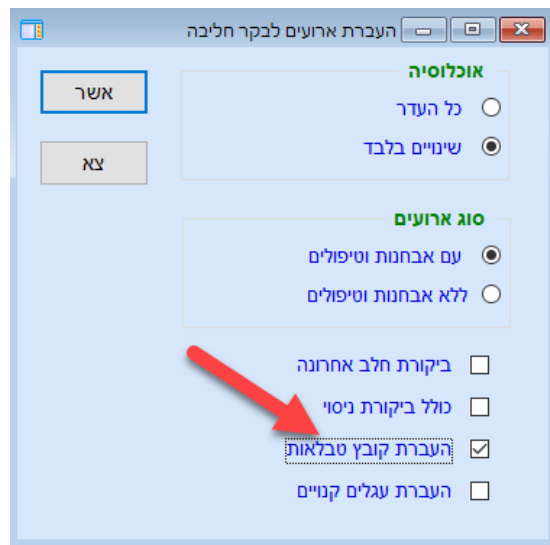 העברת ארועים לבקר חליבה
אוכלוסיה
כל העדר
שינויים בלבד
אשר
צא
סוג ארועים
עם אבחנות וטיפולים
ללא אבחנות וטיפולים
ביקורת חלב אחרונה
כולל ביקורת ניסוי
העברת קובץ טבלאות
העברת עגלים קנויים